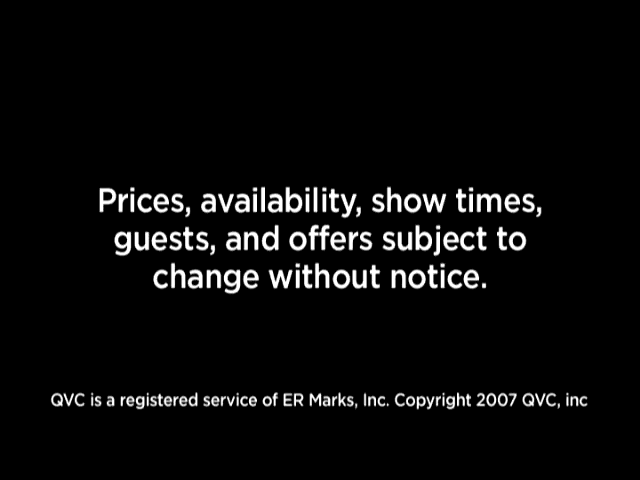 Prices, availability, show times,
guests, and offers subject to
change without notice.
QVC is a registered service of ER Marks, Inc. Copyright 2007 QVC, inc